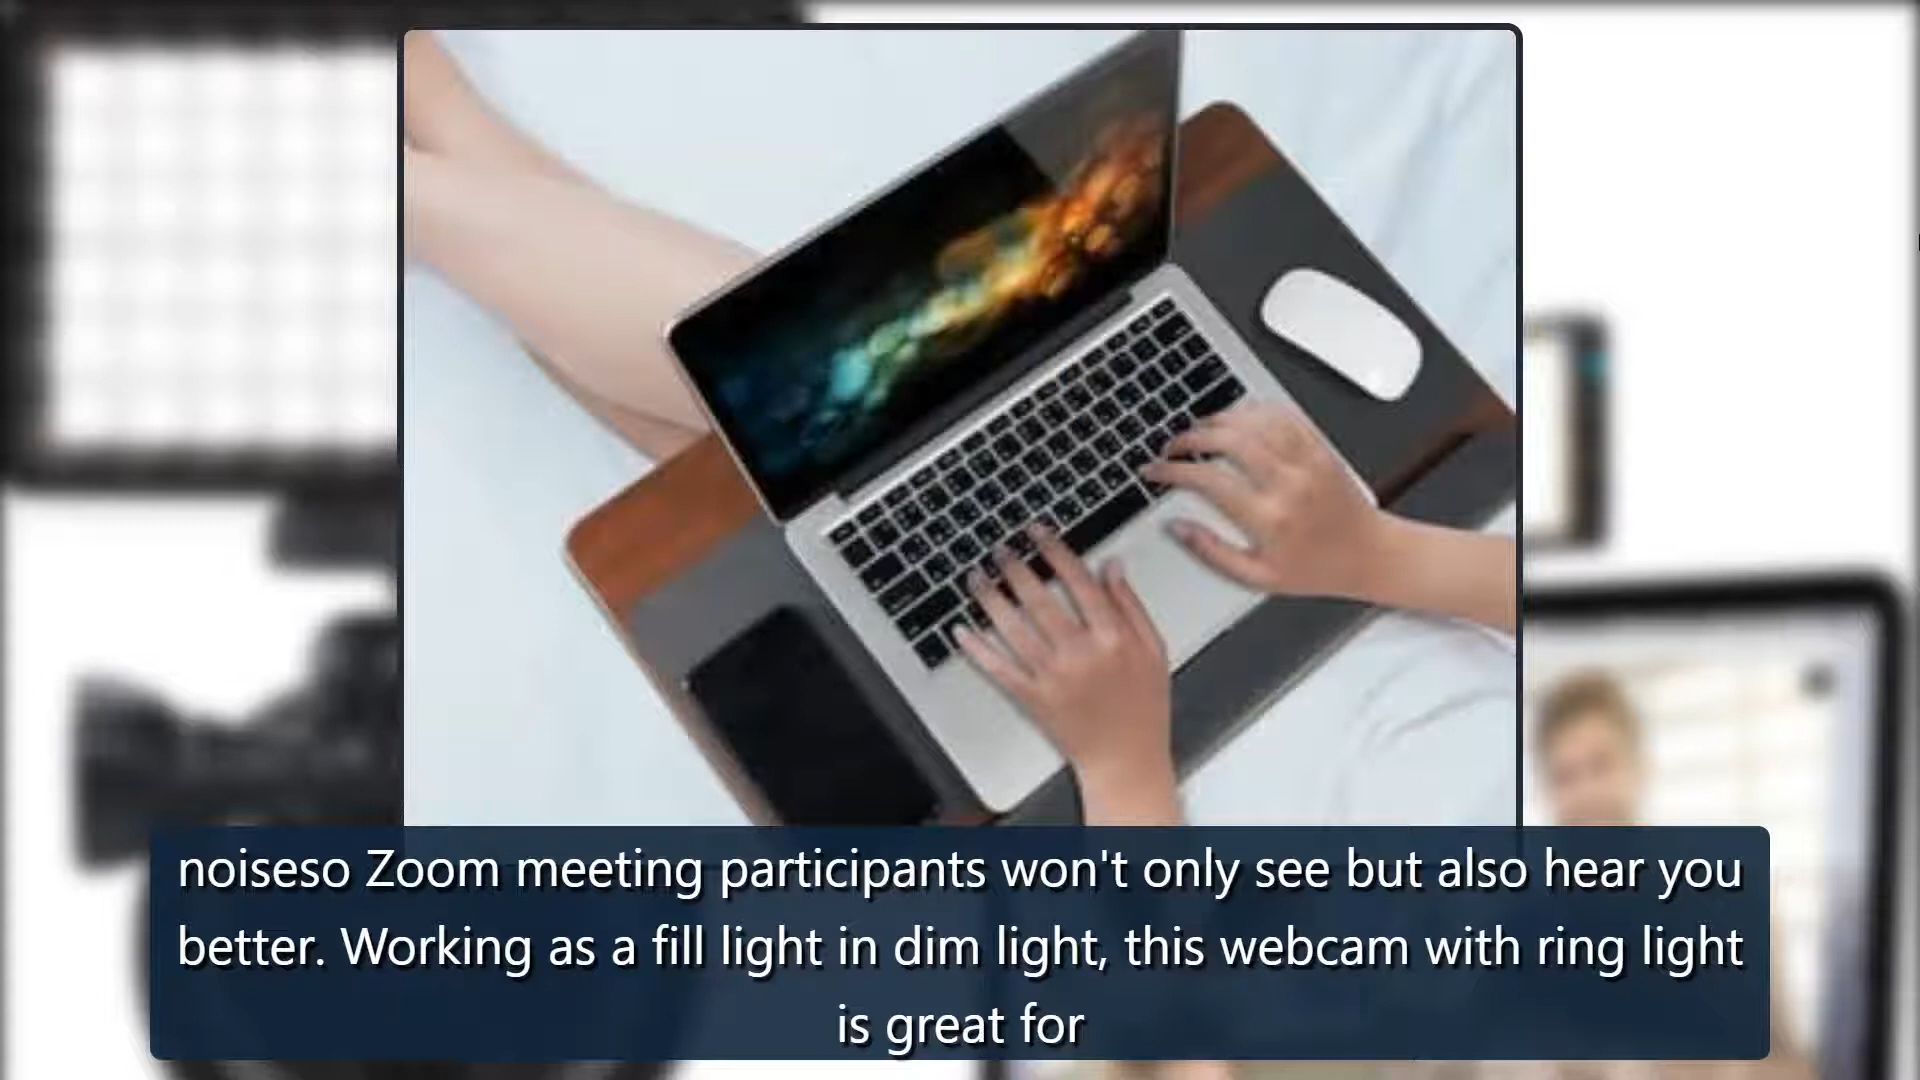 noiseso Zoom meeting participants won't only see but also hear you
better. Working as a fill light in dim light, this webcam with ring light
is great for